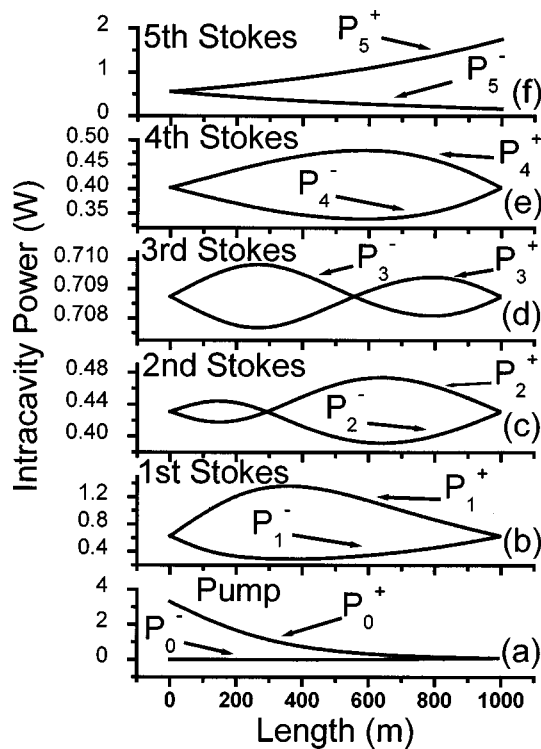 Intracavity Power (W)
5th Stokes
P5+
P5-
2
1
0
(f)
4th Stokes
P4+
P4-
0.50
0.45
0.40
0.35
(e)
3rd Stokes
P3-
P3+
0.710
0.709
0.708
(d)
2nd Stokes
P2+
P2-
0.48
0.44
0.40
(c)
1st Stokes
P1+
P1-
1.2
0.8
0.4
(b)
Pump
P0-
P0+
4
2
0
(a)
0 200 400 600 800 1000
Length (m)